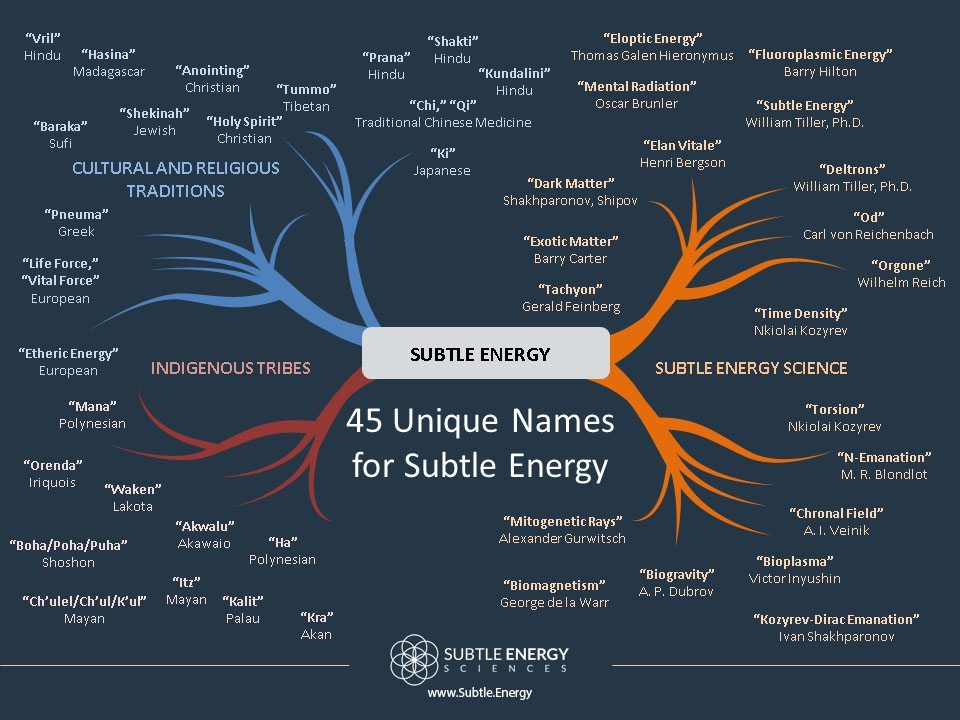 “Vril”
Hindu
“Hasina”
Madagascar
“Anointing”
Christian
“Tummo”
Tibetan
“Baraka”
Sufi
“Shekinah”
Jewish
“Holy Spirit”
Christian
CULTURAL AND RELIGIOUS
TRADITIONS
“Pneuma”
Greek
“Life Force,”
“Vital Force”
European
“Etheric Energy”
European
“Prana”
Hindu
“Shakti”
Hindu
“Kundalini”
Hindu
“Chi,” “Qi”
Traditional Chinese Medicine
“Ki”
Japanese
“Eloptic Energy”
Thomas Galen Hieronymus
“Fluoroplasmic Energy”
Barry Hilton
“Mental Radiation”
Oscar Brunler
“Subtle Energy”
William Tiller, Ph.D.
“Elan Vitale”
Henri Bergson
“Dark Matter”
Shakhparonov, Shipov
“Deltrons”
William Tiller, Ph.D.
“Od”
Carl von Reichenbach
“Exotic Matter”
Barry Carter
“Orgone”
Wilhelm Reich
“Tachyon”
Gerald Feinberg
“Time Density”
Nkiolai Kozyrev
SUBTLE ENERGY
INDIGENOUS TRIBES
SUBTLE ENERGY SCIENCE
45 Unique Names
for Subtle Energy
“Mana”
Polynesian
“Orenda”
Iriquois
“Waken”
Lakota
“Akwalu”
Akawaio
“Ha”
Polynesian
“Boha/Poha/Puha”
Shoshon
“Itz”
Mayan
“Ch’ulel/Ch’ul/K’ul”
Mayan
“Kalit”
Palau
“Kra”
Akan
“Torsion”
Nkiolai Kozyrev
“N-Emanation”
M. R. Blondlot
“Chronal Field”
A. I. Veinik
“Mitogenetic Rays”
Alexander Gurwitsch
“Bioplasma”
Victor Inyushin
“Biogravity”
A. P. Dubrov
“Biomagnetism”
George de la Warr
“Kozyrev-Dirac Emanation”
Ivan Shakhparonov
SUBTLE ENERGY
SCIENCES
www.Subtle.Energy